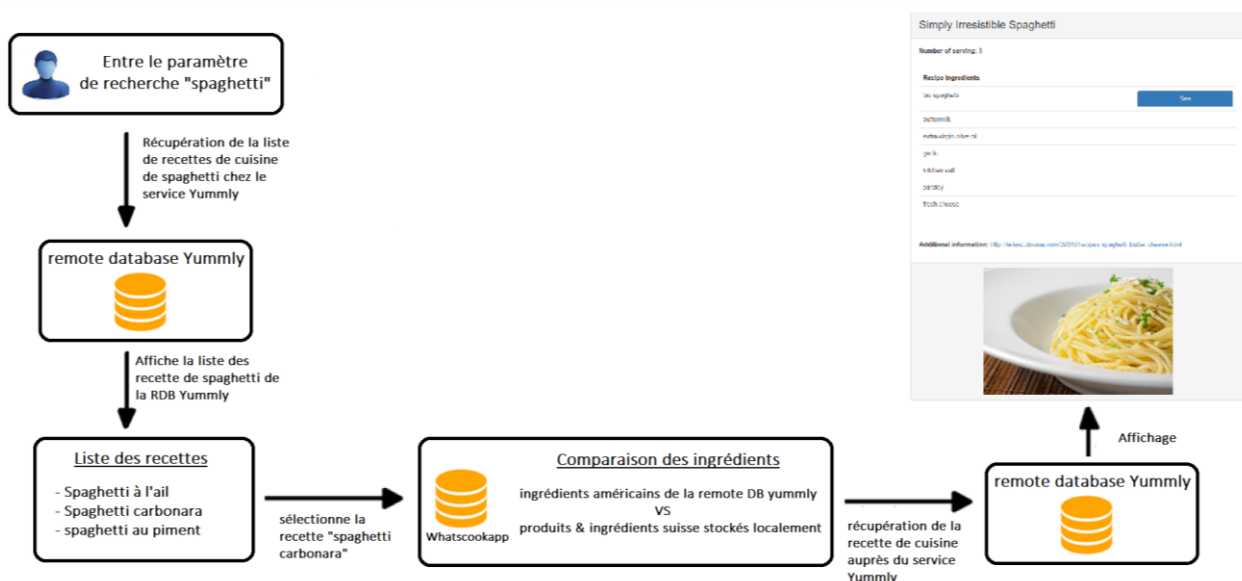 Entre le paramètre
de recherche "spaghetti"
Récupération de la liste
de recettes de cuisine
de spaghetti chez le
service Yummly
remote database Yummly
Affiche la liste des
recette de spaghetti de
la RDB Yummly
Liste des recettes
- Spaghetti à l'ail
- Spaghetti carbonara
- spaghetti au piment
sélectionne la
recette "spaghetti
carbonara"
Whatscookapp
Comparaison des ingrédients
ingrédients américains de la remote DB yummly
VS
produits & ingrédients suisse stockés localement
récupération de la
recette de cuisine
auprès du service
Yummly
remote database Yummly
Affichage
Simply Irresistible Spaghetti
Number of serving:
Recipe Ingredients
spaghetti
See
buttermilk
extra-virgin olive oil
garlic
kitchen salt
parsley
fresh cheese
Additional information: